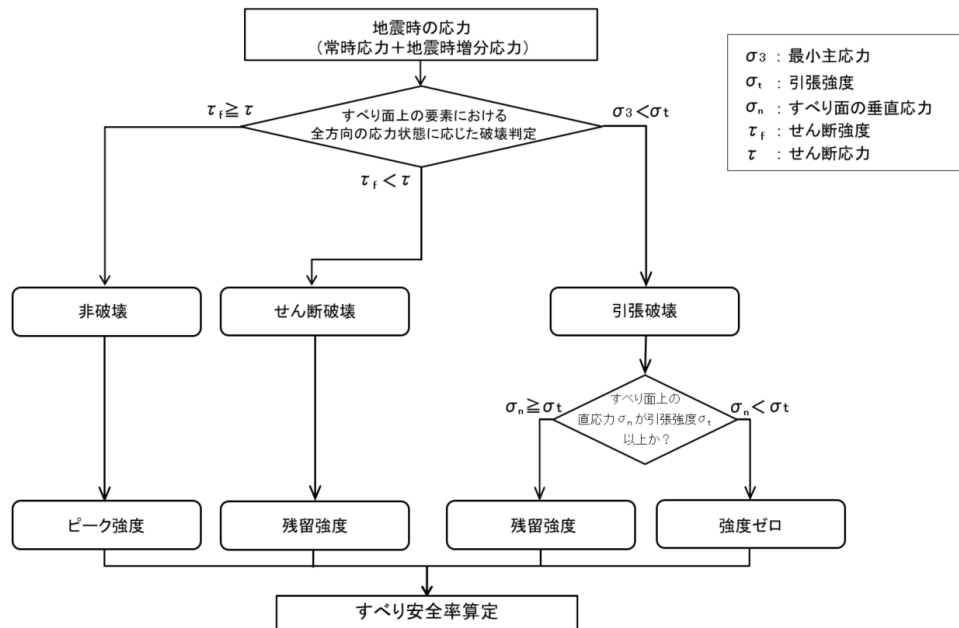 地震時の応力
(常時応力＋地震時増分応力)
σ3 : 最小主応力
σt : 引張強度
σn : すべり面の垂直応力
τf : せん断強度
τ : せん断応力
τf≧τ
すべり面上の要素における
全方向の応力状態に応じた破壊判定
σ3＜σt
τf＜τ
非破壊
せん断破壊
引張破壊
σn≧σt
すべり面上の
直応力σnが引張強度σt
以上か？
σn＜σt
ピーク強度
残留強度
残留強度
強度ゼロ
すべり安全率算定